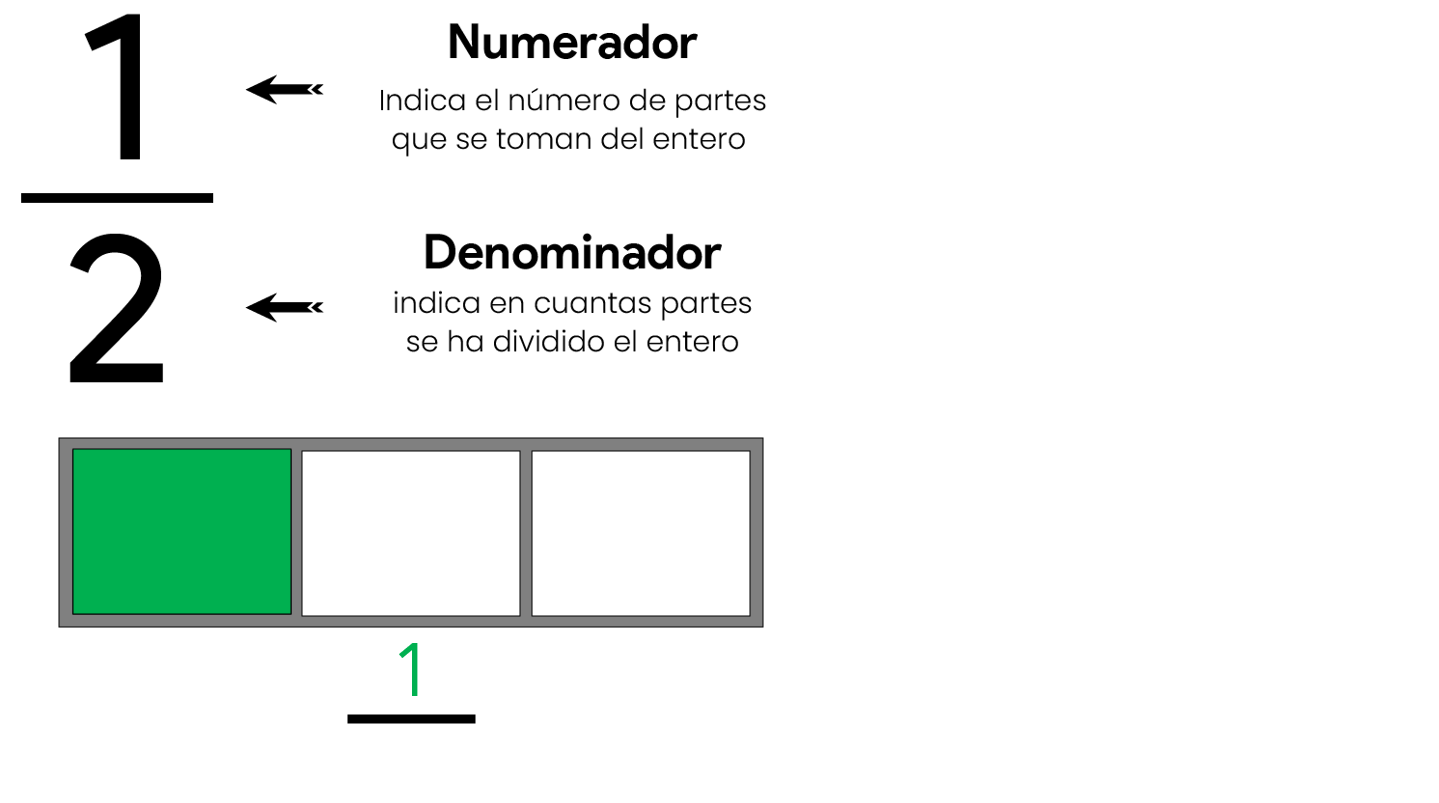 1
Numerador
Indica el número de partes
que se toman del entero
2
Denominador
indica en cuantas partes
se ha dividido el entero
1